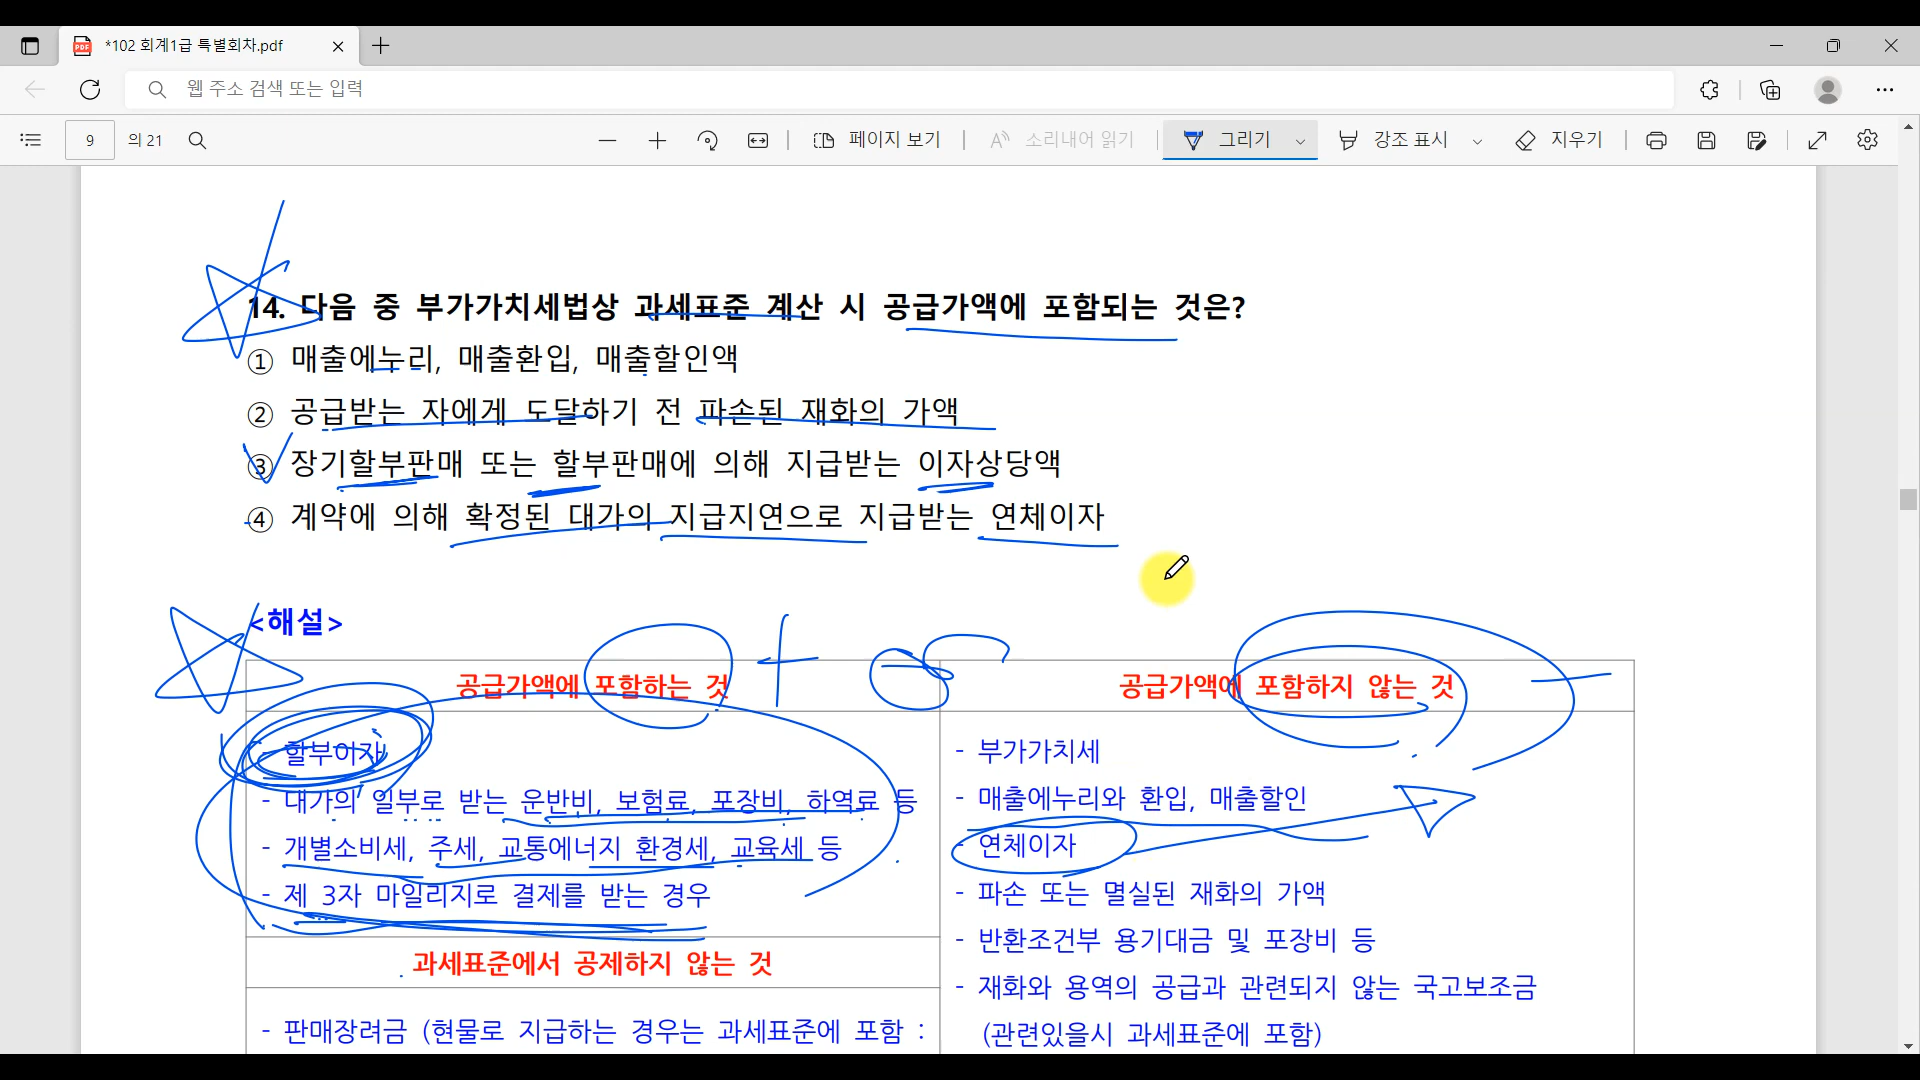 *102 회계1급 특별회차.pdf
웹 주소 검색 또는 입력
9 의 21
페이지 보기
소리내어 읽기
그리기
강조 표시
지우기
14. 다음 중 부가가치세법상 과세표준 계산 시 공급가액에 포함되는 것은?
① 매출에누리, 매출환입, 매출할인액
② 공급받는 자에게 도달하기 전 파손된 재화의 가액
③ 장기할부판매 또는 할부판매에 의해 지급받는 이자상당액
④ 계약에 의해 확정된 대가의 지급지연으로 지급받는 연체이자
<해설>
공급가액에 포함하는 것
- 할부이자
- 대가의 일부로 받는 운반비, 보험료, 포장비, 하역료 등
- 개별소비세, 주세, 교통에너지 환경세, 교육세 등
- 제 3자 마일리지로 결제를 받는 경우
과세표준에서 공제하지 않는 것
- 판매장려금 (현물로 지급하는 경우는 과세표준에 포함 :
공급가액에 포함하지 않는 것
- 부가가치세
- 매출에누리와 환입, 매출할인
- 연체이자
- 파손 또는 멸실된 재화의 가액
- 반환조건부 용기대금 및 포장비 등
- 재화와 용역의 공급과 관련되지 않는 국고보조금
(관련있을시 과세표준에 포함)